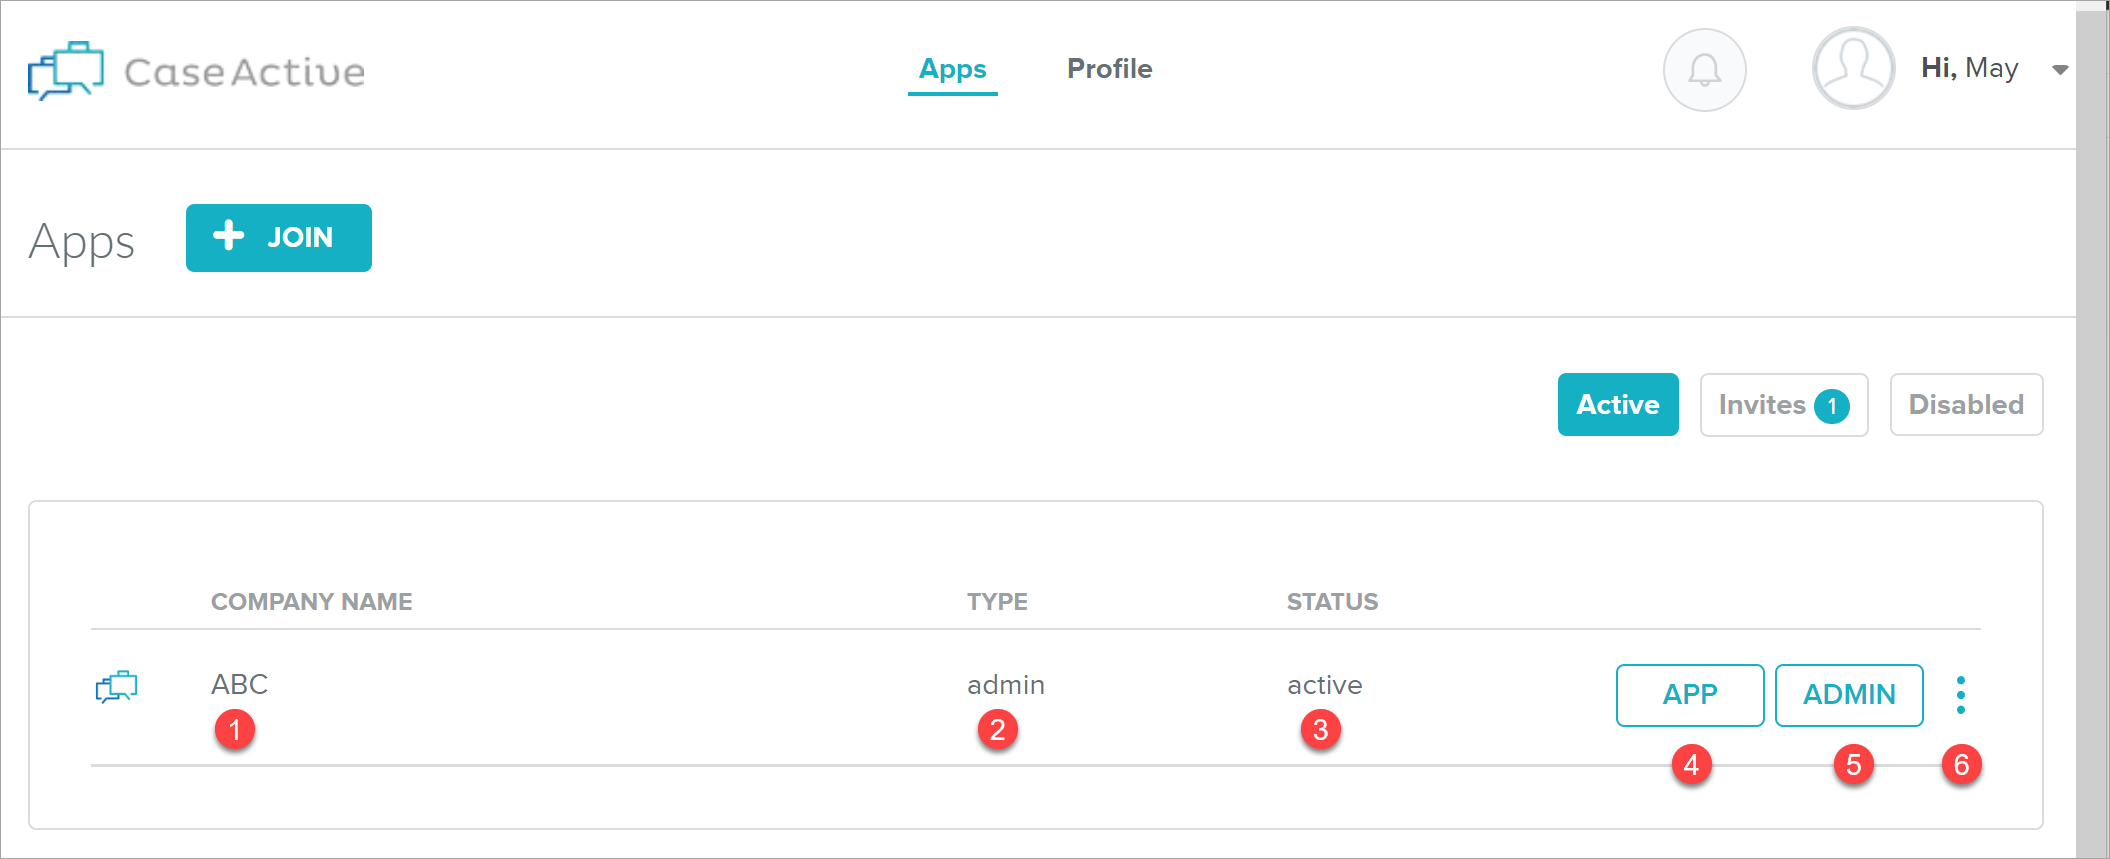 CaseActive
Apps Profile
Hi, May
Apps
JOIN
Active Invites 1 Disabled
COMPANY NAME TYPE STATUS
ABC admin active APP ADMIN
1 2 3
4 5 6